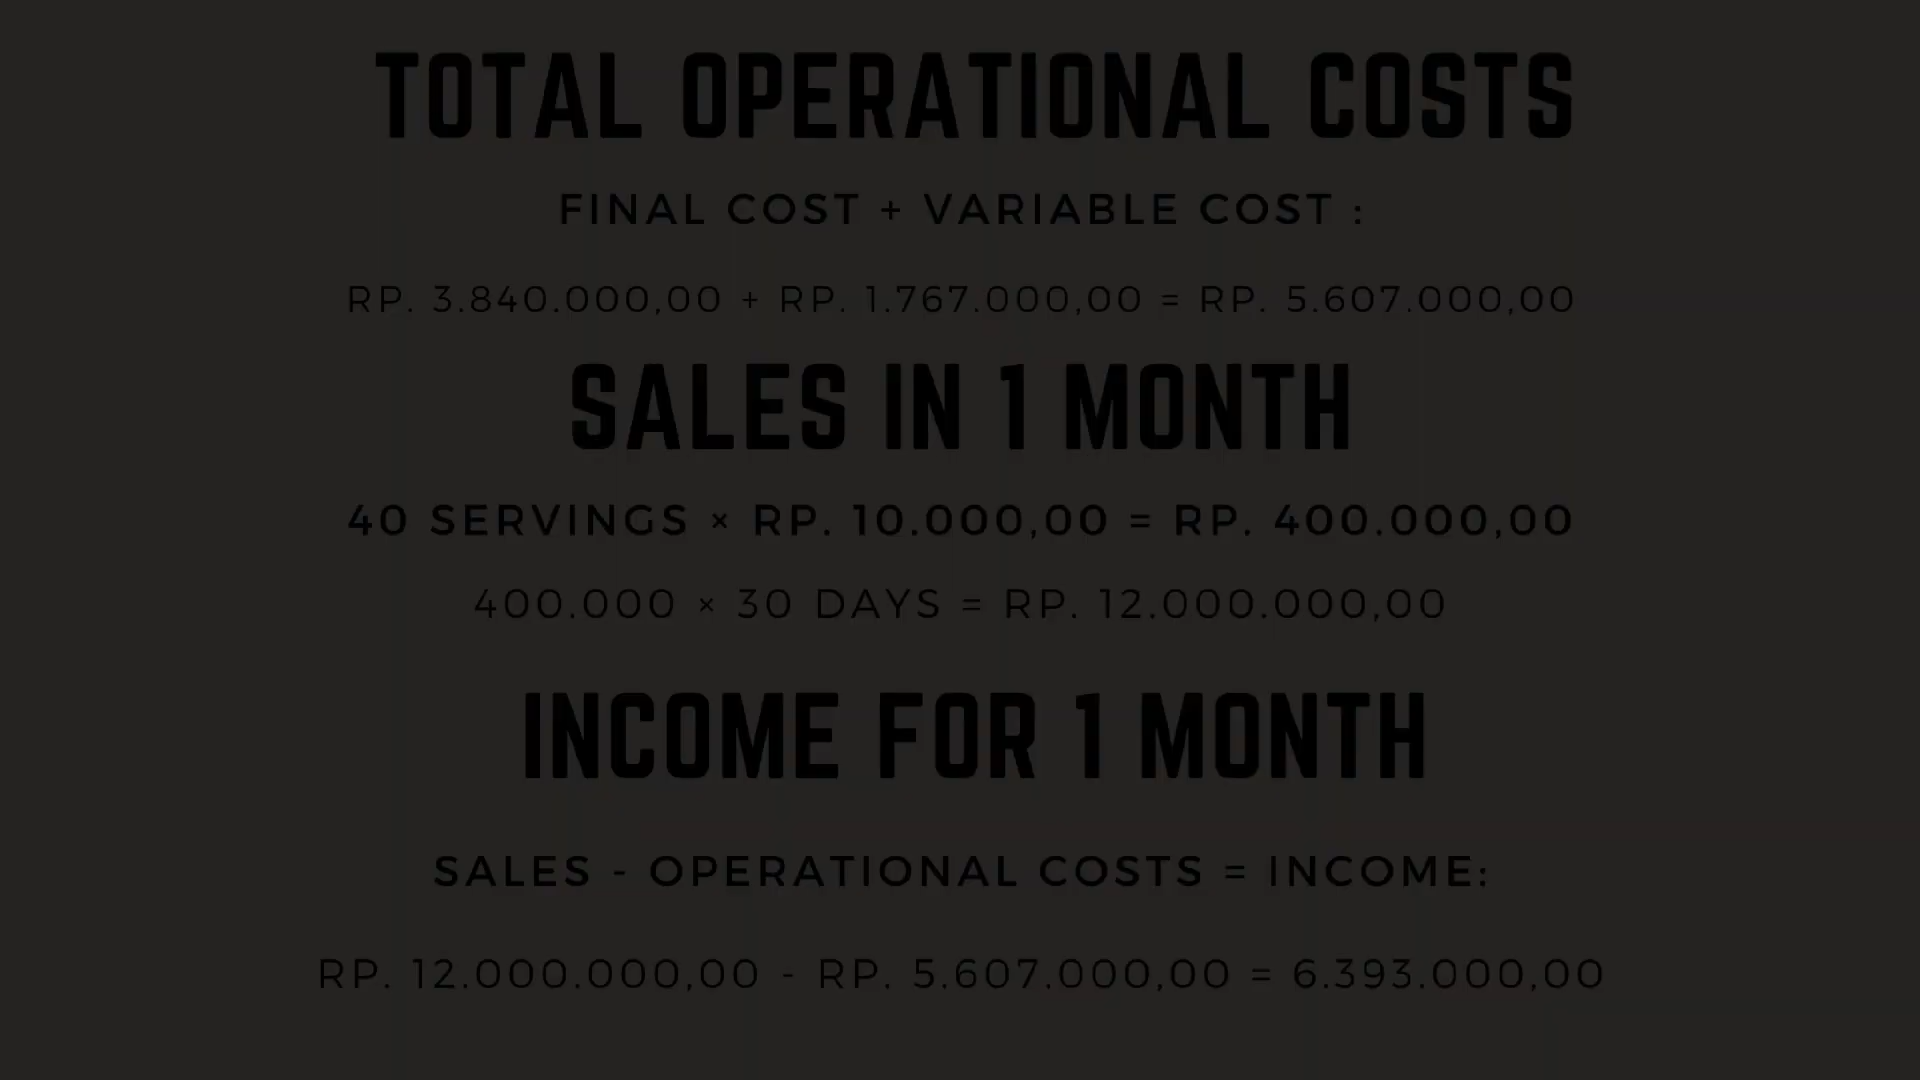 TOTAL OPERATIONAL COSTS
FINAL COST + VARIABLE COST :
RP. 3.840.000,00 + RP. 1.767.000,00 = RP. 5.607.000,00
SALES IN 1 MONTH
40 SERVINGS × RP. 10.000,00 = RP. 400.000,00
400.000 × 30 DAYS = RP. 12.000.000,00
INCOME FOR 1 MONTH
SALES - OPERATIONAL COSTS = INCOME:
RP. 12.000.000,00 - RP. 5.607.000,00 = 6.393.000,00